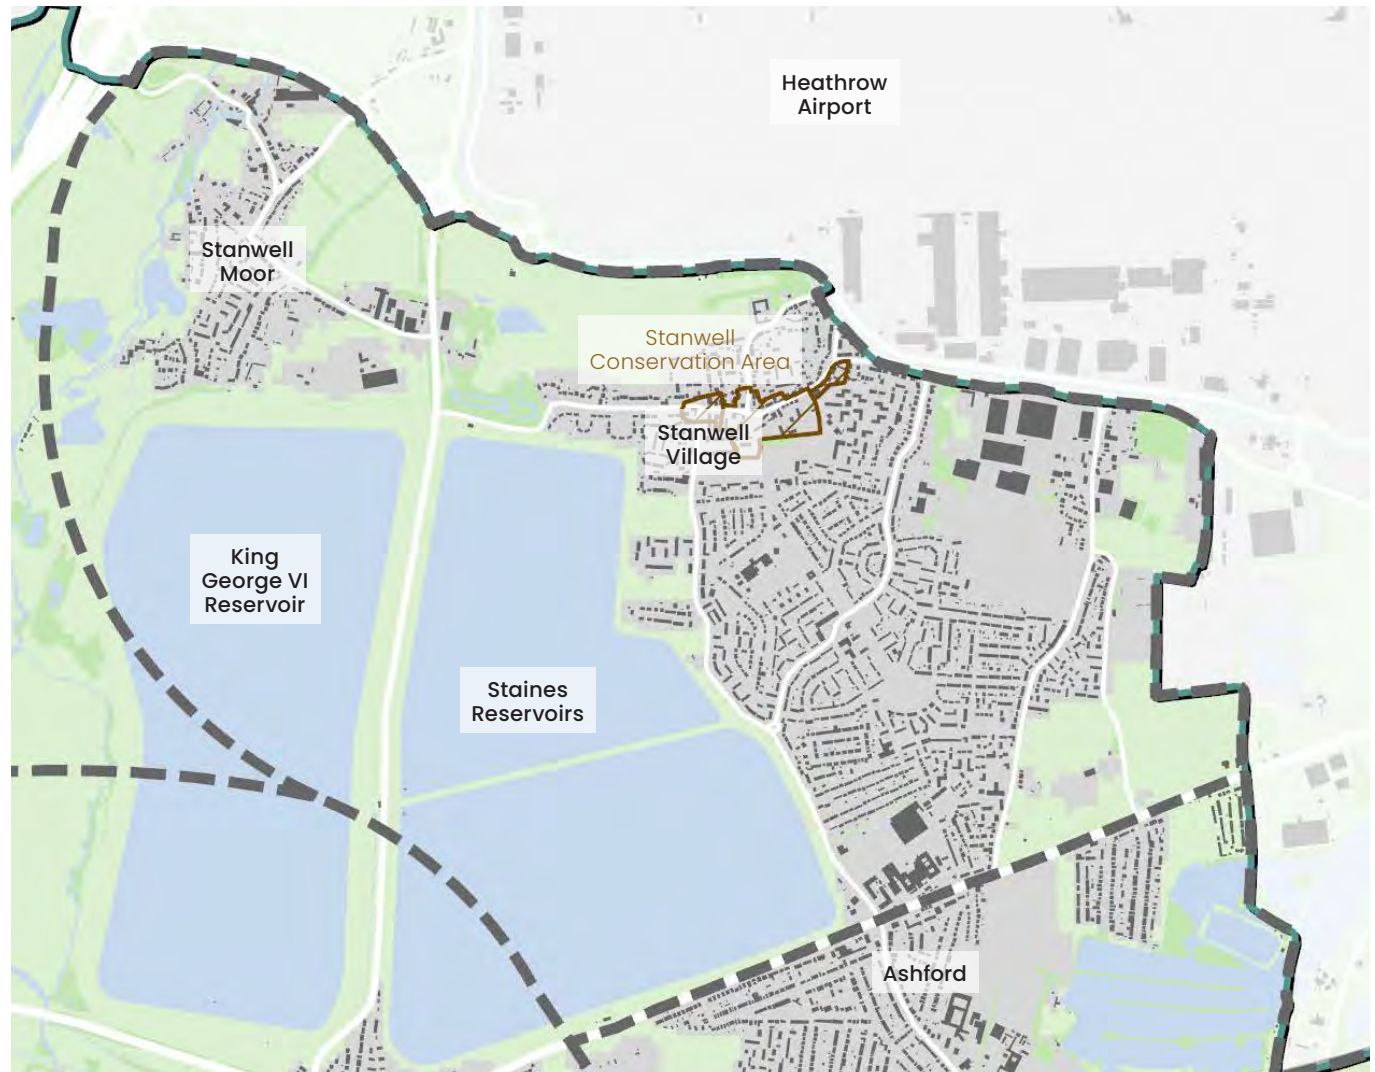 Heathrow
Airport
Stanwell
Moor
Stanwell
Conservation Area
Stanwell
Village
King
George VI
Reservoir
Staines
Reservoirs
Ashford